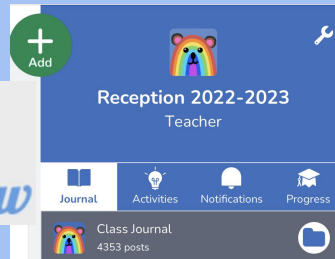 Add
Reception 2022-2023
Teacher
Journal
Activities
Notifications
Progress
Class Journal
4353 posts
w